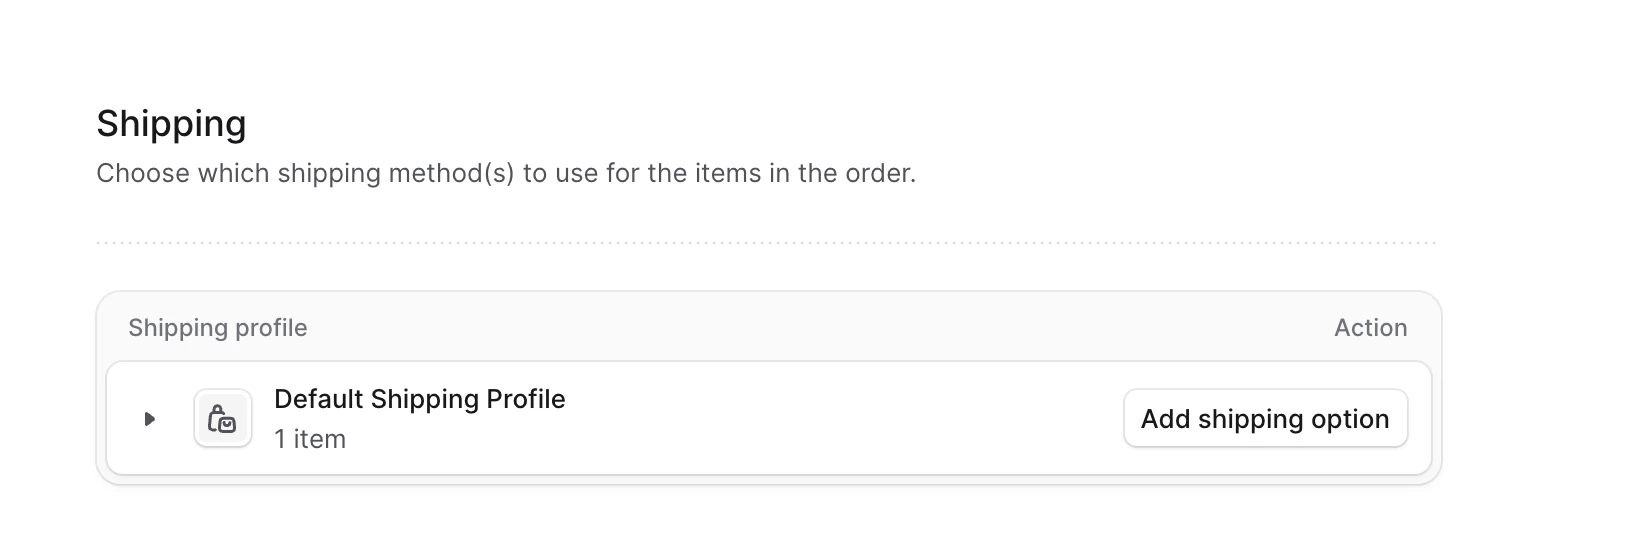 Shipping
Choose which shipping method(s) to use for the items in the order.
Shipping profile
Action
Default Shipping Profile
1 item
Add shipping option